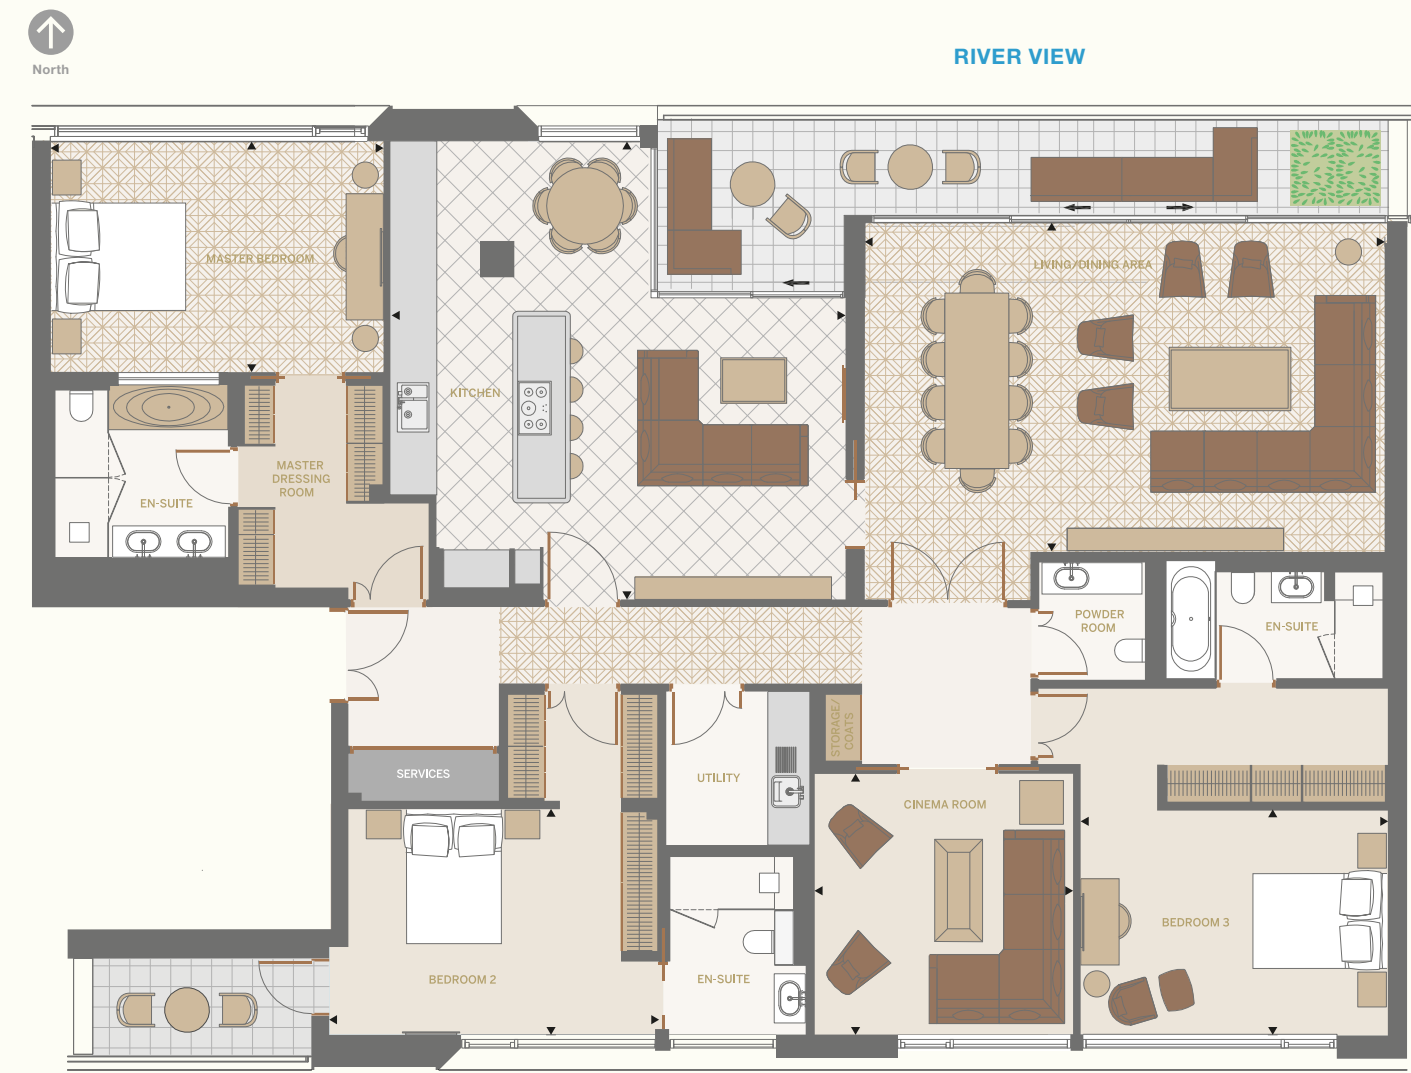 North
RIVER VIEW
MASTER BEDROOM
LIVING/DINING AREA
KITCHEN
MASTER
DRESSING
ROOM
EN-SUITE
POWDER
ROOM
EN-SUITE
STORAGE/
COATS
SERVICES
UTILITY
CINEMA ROOM
BEDROOM 3
BEDROOM 2
EN-SUITE